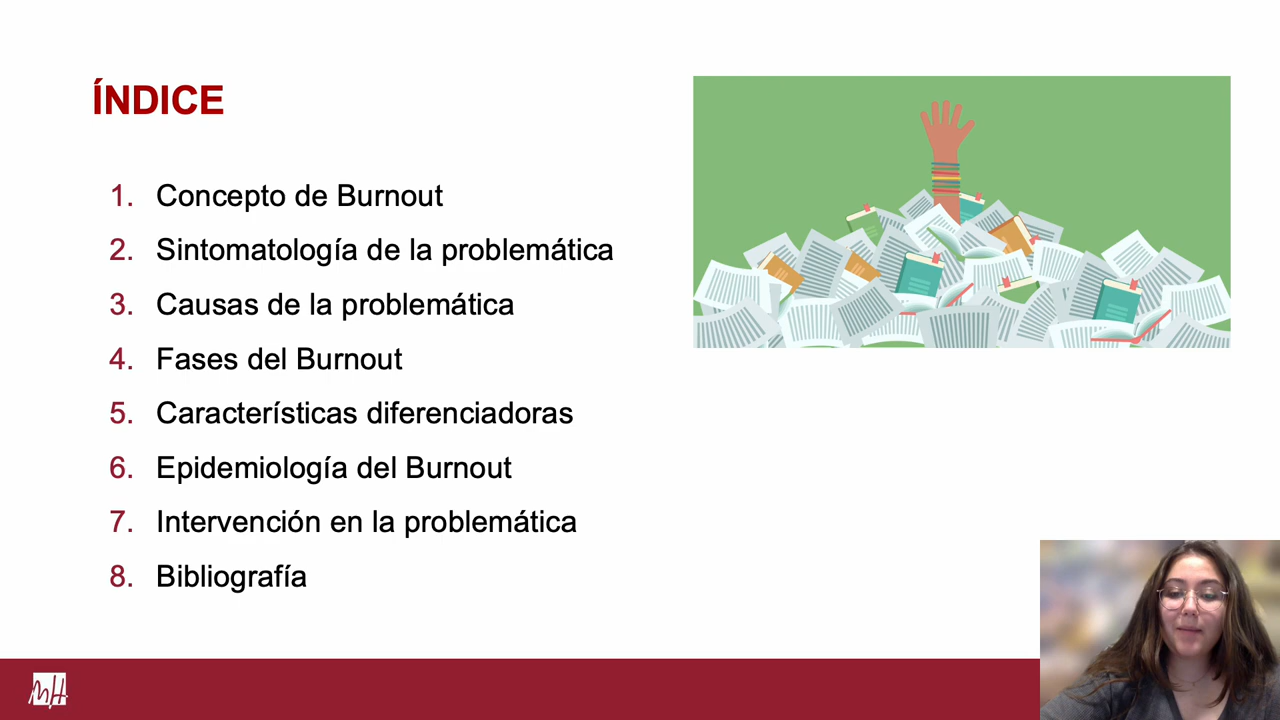 ÍNDICE
1. Concepto de Burnout
2. Sintomatología de la problemática
3. Causas de la problemática
4. Fases del Burnout
5. Características diferenciadoras
6. Epidemiología del Burnout
7. Intervención en la problemática
8. Bibliografía
MH